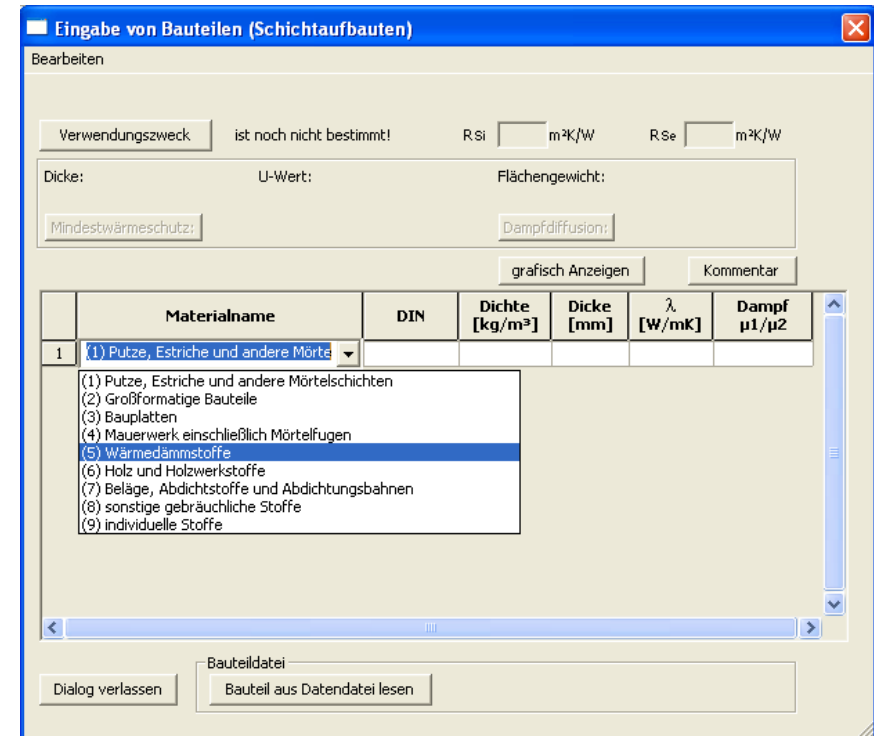 Eingabe von Bauteilen (Schichtaufbauten)
Bearbeiten
Verwendungszweck ist noch nicht bestimmt! RSi m²K/W RSe m²K/W
Dicke: U-Wert: Flächengewicht:
Mindestwärmeschutz: Dampfdiffusion:
grafisch Anzeigen Kommentar
Materialname DIN Dichte [kg/m³] Dicke [mm] λ [W/mK] Dampf µ1/µ2
1 (1) Putze, Estriche und andere Mörte
(1) Putze, Estriche und andere Mörtelschichten
(2) Großformatige Bauteile
(3) Bauplatten
(4) Mauerwerk einschließlich Mörtelfugen
(5) Wärmedämmstoffe
(6) Holz und Holzwerkstoffe
(7) Beläge, Abdichtstoffe und Abdichtungsbahnen
(8) sonstige gebräuchliche Stoffe
(9) individuelle Stoffe
Bauteildatei
Dialog verlassen Bauteil aus Datendatei lesen